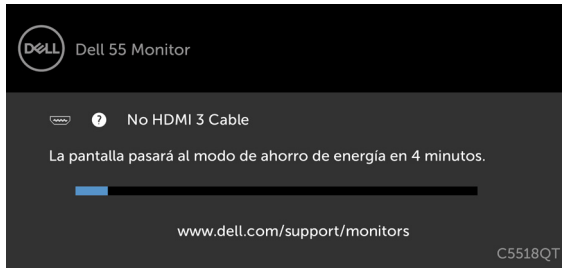 DELL
Dell 55 Monitor
? No HDMI 3 Cable
La pantalla pasará al modo de ahorro de energía en 4 minutos.
www.dell.com/support/monitors
C5518QT